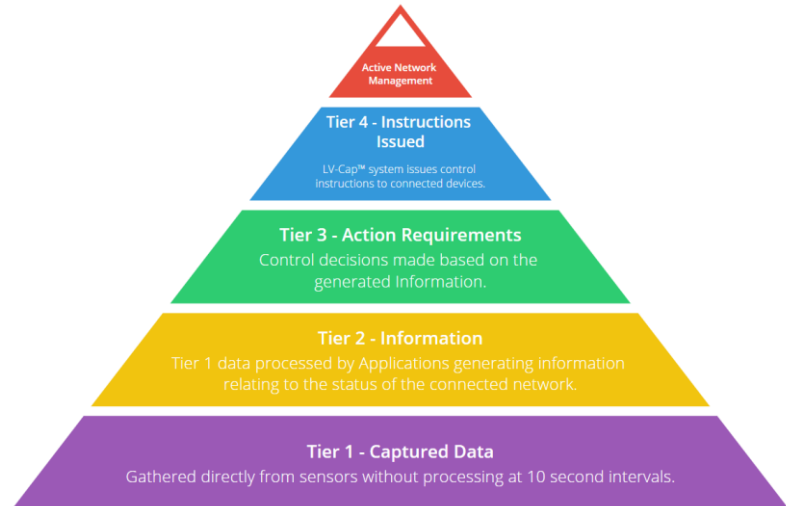 Active Network
Management
Tier 4 - Instructions
Issued
LV-Cap™ system issues control
instructions to connected devices.
Tier 3 - Action Requirements
Control decisions made based on the
generated Information.
Tier 2 - Information
Tier 1 data processed by Applications generating information
relating to the status of the connected network.
Tier 1 - Captured Data
Gathered directly from sensors without processing at 10 second intervals.